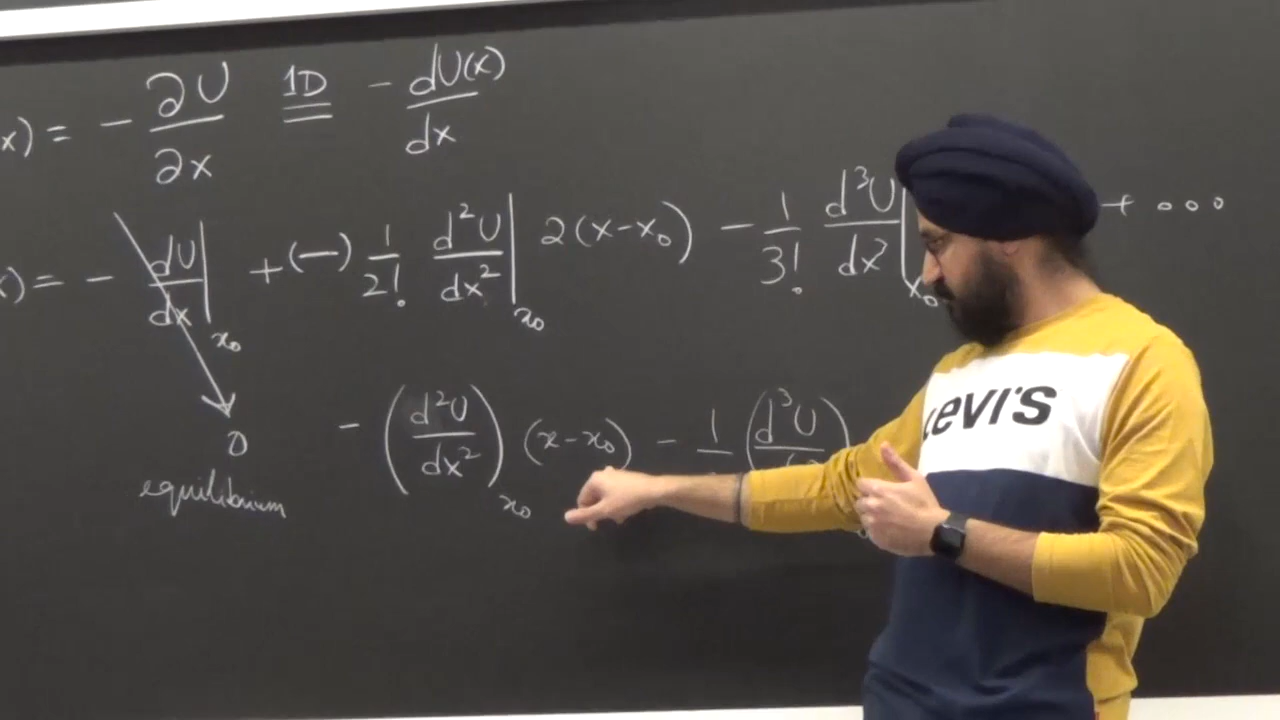 x) = - ∂U/∂x 1D - dU(x)/dx
) = - dU/dx|x₀ + (-) 1/2! d²U/dx²|x₀ 2(x-x₀) - 1/3! d³U/dx³|x₀ + ...
0 - (d²U/dx²)x₀ (x-x₀) - 1 (d³U
equilibrium
LEVI'S